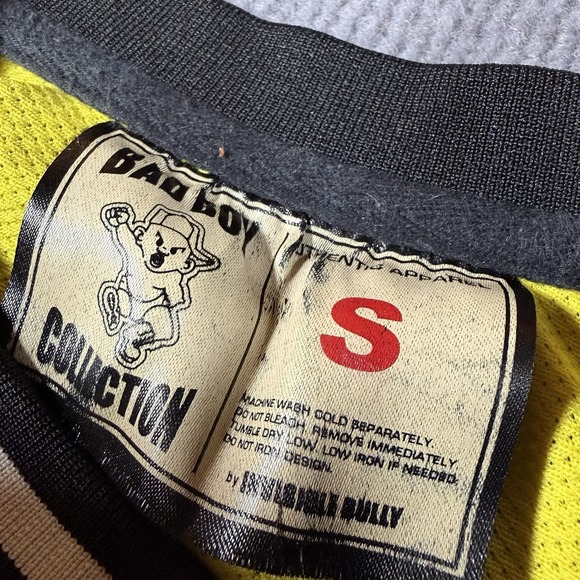 BAD BOY
COLLECTION
AUTHENTIC APPAREL
S
MACHINE WASH COLD SEPARATELY.
DO NOT BLEACH. REMOVE IMMEDIATELY
TUMBLE DRY LOW. LOW IRON IF NEEDED.
DO NOT IRON DESIGN.
by INVISIBLE BULLY